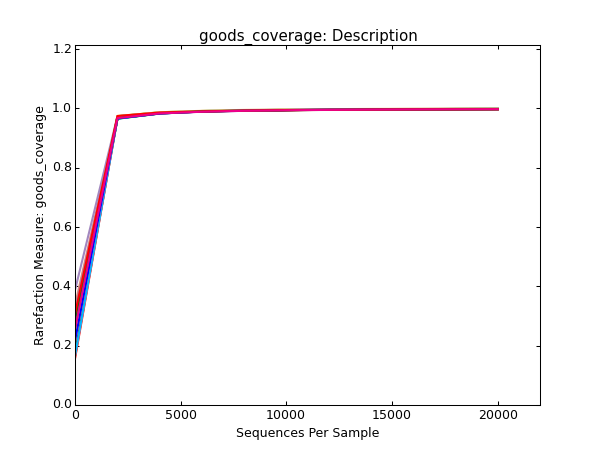 goods_coverage: Description
1.2
1.0
0.8
0.6
0.4
0.2
0.0
Rarefaction Measure: goods_coverage
0 5000 10000 15000 20000
Sequences Per Sample